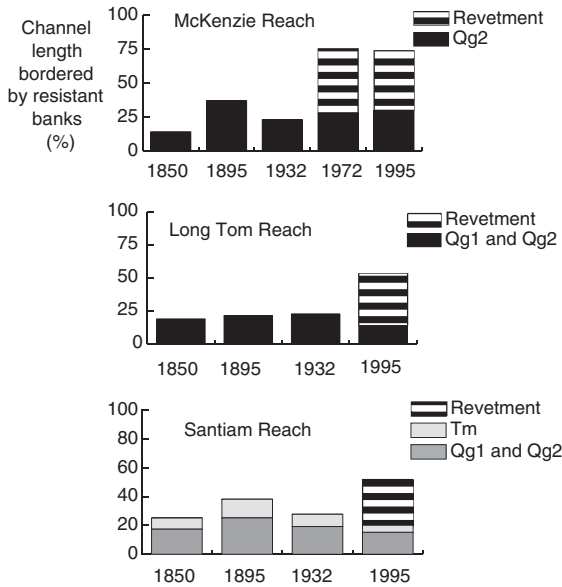 Channel
length
bordered
by resistant
banks
(%)
McKenzie Reach
Revetment
Qg2
100
75
50
25
0
1850 1895 1932 1972 1995
Long Tom Reach
Revetment
Qg1 and Qg2
100
75
50
25
0
1850 1895 1932 1995
Santiam Reach
Revetment
Tm
Qg1 and Qg2
100
80
60
40
20
0
1850 1895 1932 1995